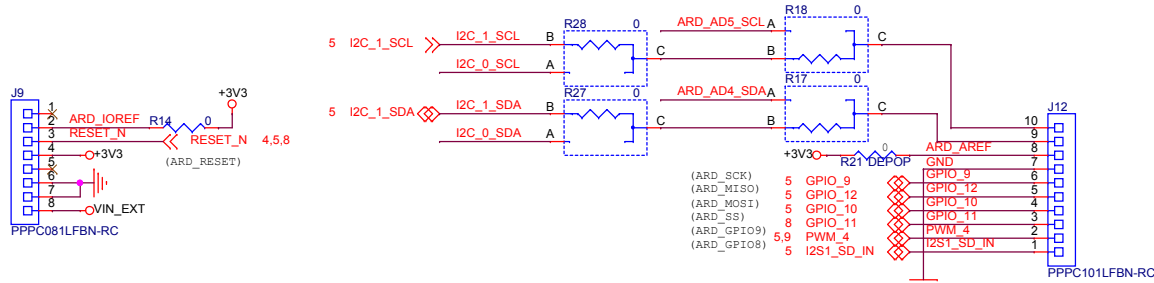 R18 0
R28 0 ARD_AD5_SCL A
5 I2C_1_SCL I2C_1_SCL B C
C B
I2C_0_SCL A
R17 0
R27 0 ARD_AD4_SDA A
J9 +3V3
1
2 ARD_IOREF R14 0
3 RESET_N RESET_N 4,5,8
4 +3V3 (ARD_RESET)
5
6
7
8 VIN_EXT
PPPC081LFBN-RC
5 I2C_1_SDA I2C_1_SDA B C
C B
I2C_0_SDA A
J12
10
9
+3V3 0 ARD_AREF 8
R21 DEPOP GND 7
(ARD_SCK) 5 GPIO_9 GPIO_9 6
(ARD_MISO) 5 GPIO_12 GPIO_12 5
(ARD_MOSI) 5 GPIO_10 GPIO_10 4
(ARD_SS) 8 GPIO_11 GPIO_11 3
(ARD_GPIO9) 5,9 PWM_4 PWM_4 2
(ARD_GPIO8) 5 I2S1_SD_IN I2S1_SD_IN 1
PPPC101LFBN-RC